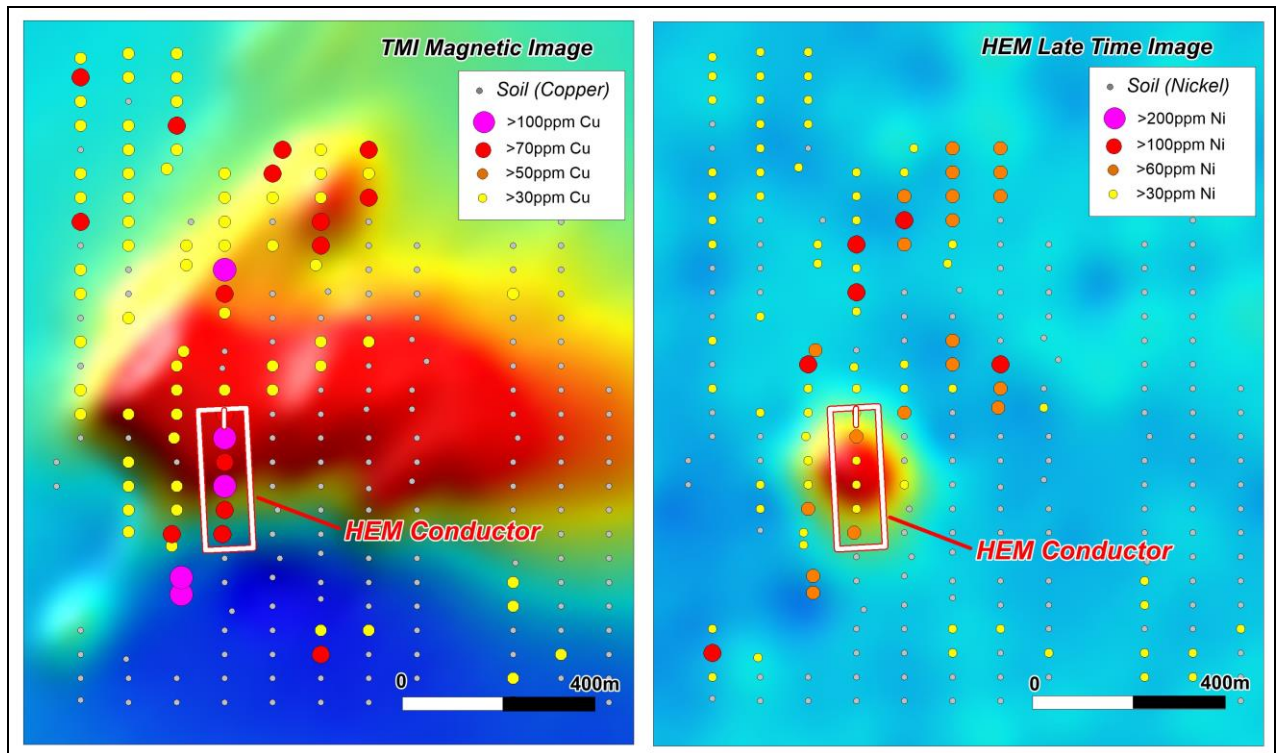 TMI Magnetic Image
Soil (Copper)
>100ppm Cu
>70ppm Cu
>50ppm Cu
>30ppm Cu
HEM Conductor
0
400m
HEM Late Time Image
Soil (Nickel)
>200ppm Ni
>100ppm Ni
>60ppm Ni
>30ppm Ni
HEM Conductor
0
400m